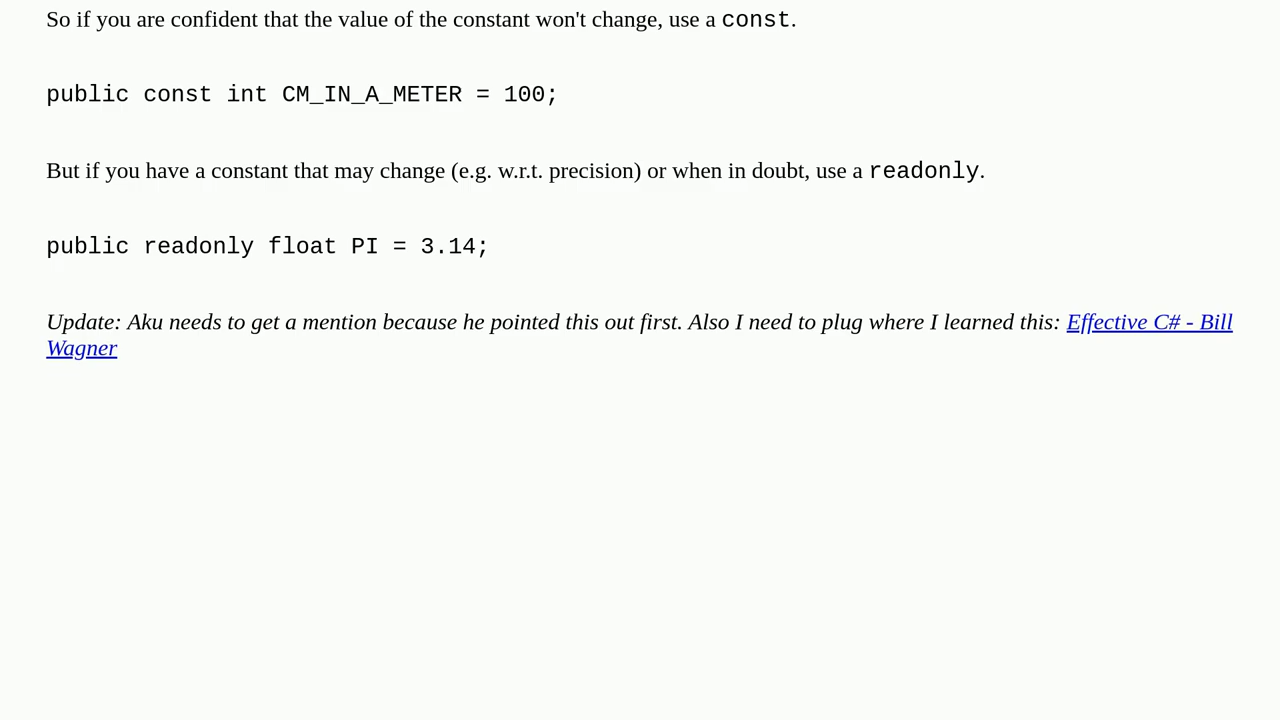 So if you are confident that the value of the constant won't change, use a const.
public const int CM_IN_A_METER = 100;
But if you have a constant that may change (e.g. w.r.t. precision) or when in doubt, use a readonly.
public readonly float PI = 3.14;
Update: Aku needs to get a mention because he pointed this out first. Also I need to plug where I learned this: Effective C# - Bill
Wagner